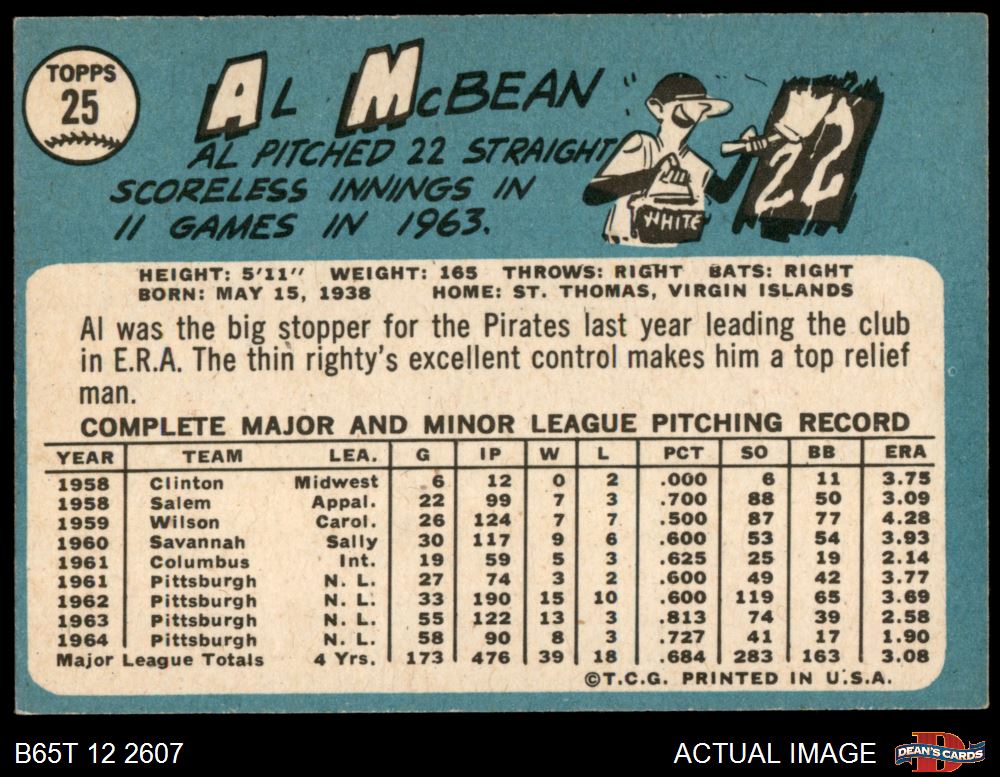 TOPPS
25
AL McBEAN
AL PITCHED 22 STRAIGHT
SCORELESS INNINGS IN
11 GAMES IN 1963.
WHITE
22
HEIGHT: 5'11" WEIGHT: 165 THROWS: RIGHT BATS: RIGHT
BORN: MAY 15, 1938 HOME: ST. THOMAS, VIRGIN ISLANDS
Al was the big stopper for the Pirates last year leading the club
in E.R.A. The thin righty's excellent control makes him a top relief
man.
COMPLETE MAJOR AND MINOR LEAGUE PITCHING RECORD
YEAR TEAM LEA. G IP W L PCT SO BB ERA
1958 Clinton Midwest 6 12 0 2 .000 6 11 3.75
1958 Salem Appal. 22 99 7 3 .700 88 50 3.09
1959 Wilson Carol. 26 124 7 7 .500 87 77 4.28
1960 Savannah Sally 30 117 9 6 .600 53 54 3.93
1961 Columbus Int. 19 59 5 3 .625 25 19 2.14
1961 Pittsburgh N. L. 27 74 3 2 .600 49 42 3.77
1962 Pittsburgh N. L. 33 190 15 10 .600 119 65 3.69
1963 Pittsburgh N. L. 55 122 13 3 .813 74 39 2.58
1964 Pittsburgh N. L. 58 90 8 3 .727 41 17 1.90
Major League Totals 4 Yrs. 173 476 39 18 .684 283 163 3.08
©T.C.G. PRINTED IN U.S.A.
B65T 12 2607 ACTUAL IMAGE
D
DEAN'S CARDS